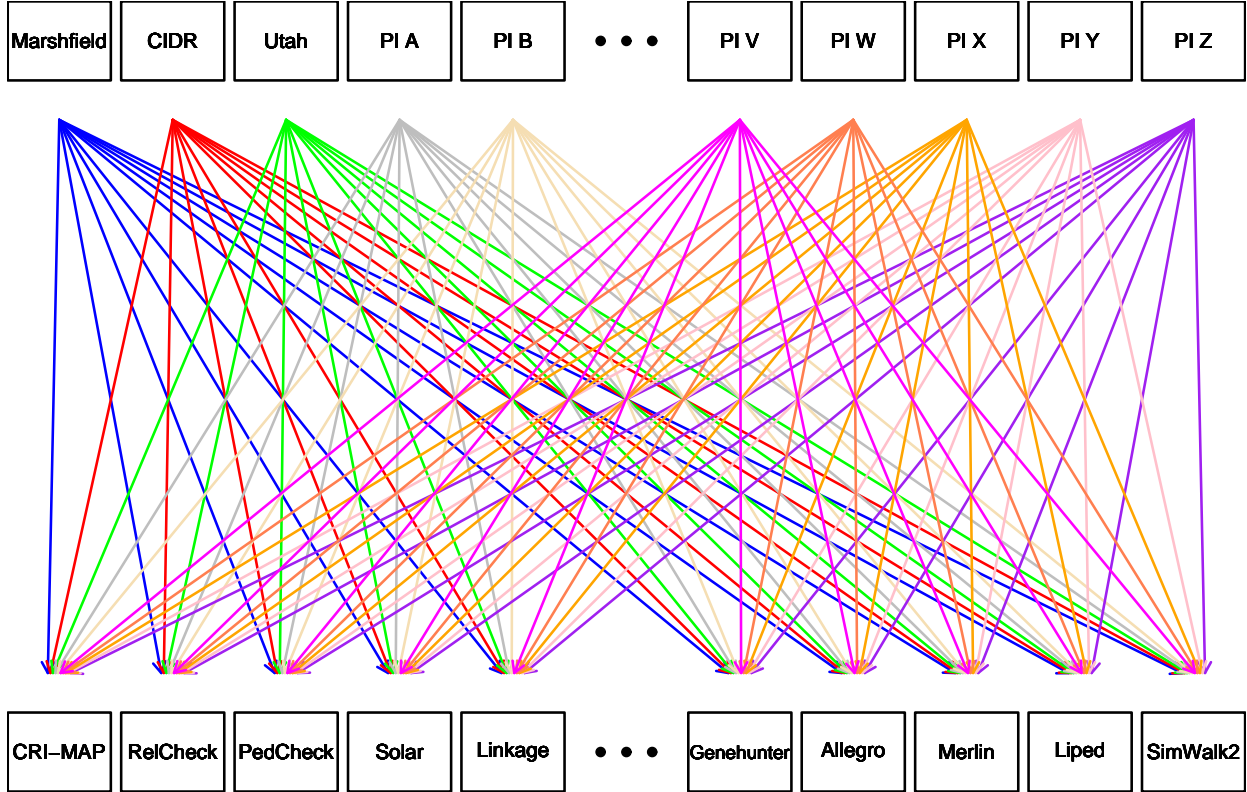 Marshfield CIDR Utah PI A PI B • • • PI V PI W PI X PI Y PI Z
CRI−MAP RelCheck PedCheck Solar Linkage • • • Genehunter Allegro Merlin Liped SimWalk2